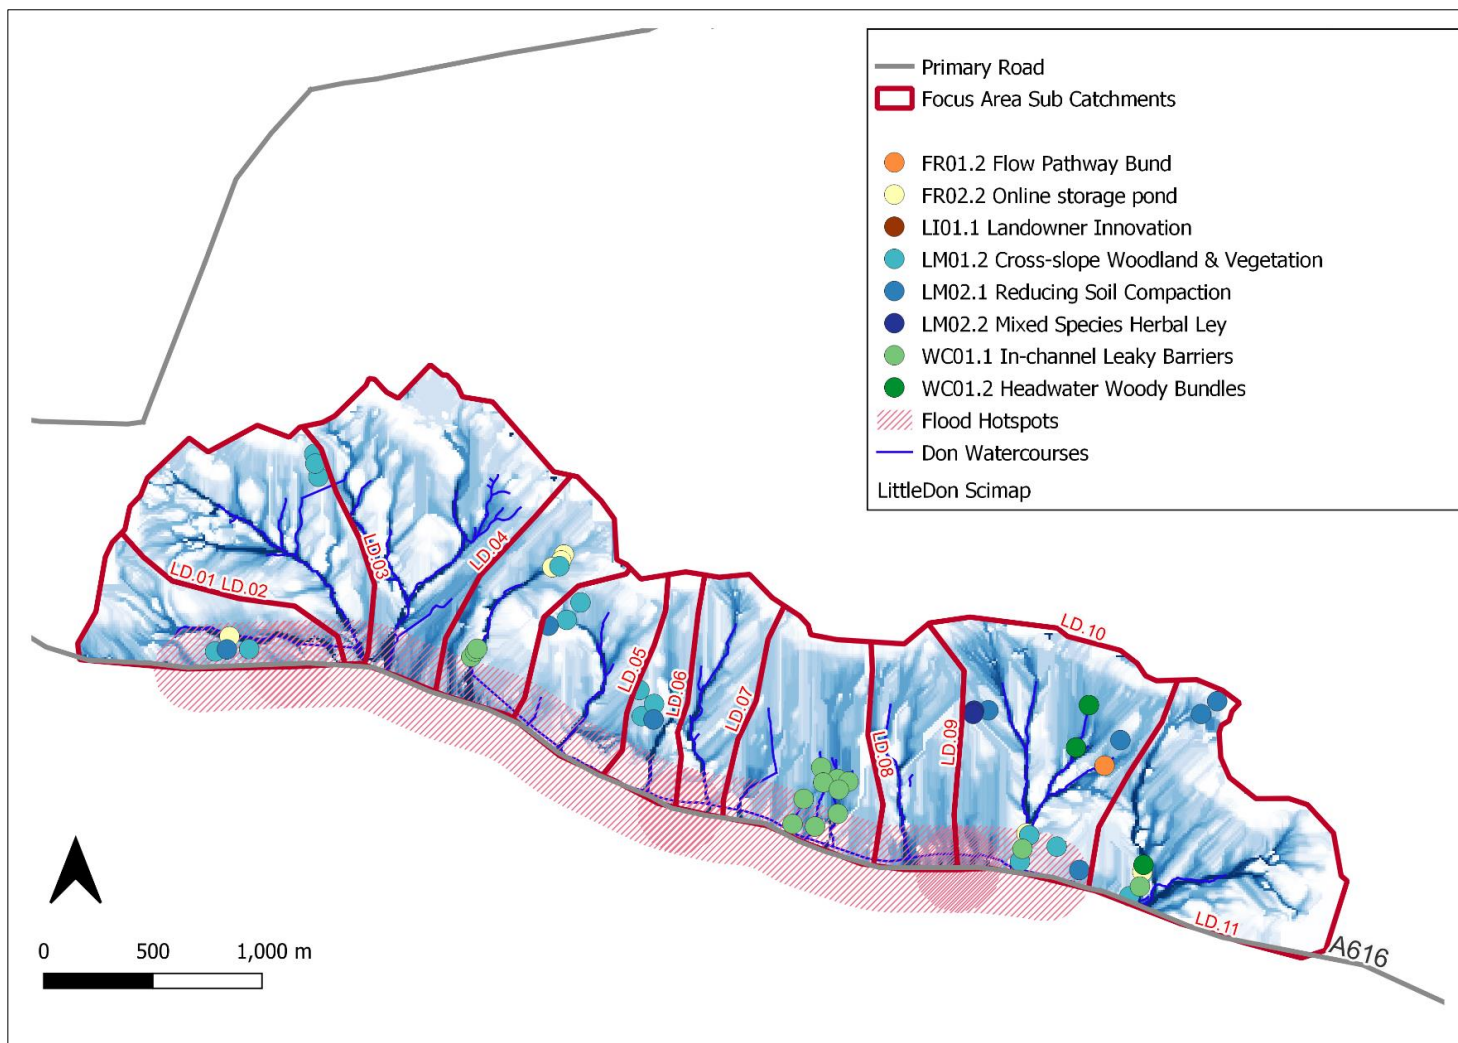 Primary Road
Focus Area Sub Catchments
FR01.2 Flow Pathway Bund
FR02.2 Online storage pond
LI01.1 Landowner Innovation
LM01.2 Cross-slope Woodland & Vegetation
LM02.1 Reducing Soil Compaction
LM02.2 Mixed Species Herbal Ley
WC01.1 In-channel Leaky Barriers
WC01.2 Headwater Woody Bundles
Flood Hotspots
Don Watercourses
LittleDon Scimap
LD.01 LD.02
LD.03
LD.04
LD.05
LD.06
LD.07
LD.08
LD.09
LD.10
LD.11
A616
0 500 1,000 m